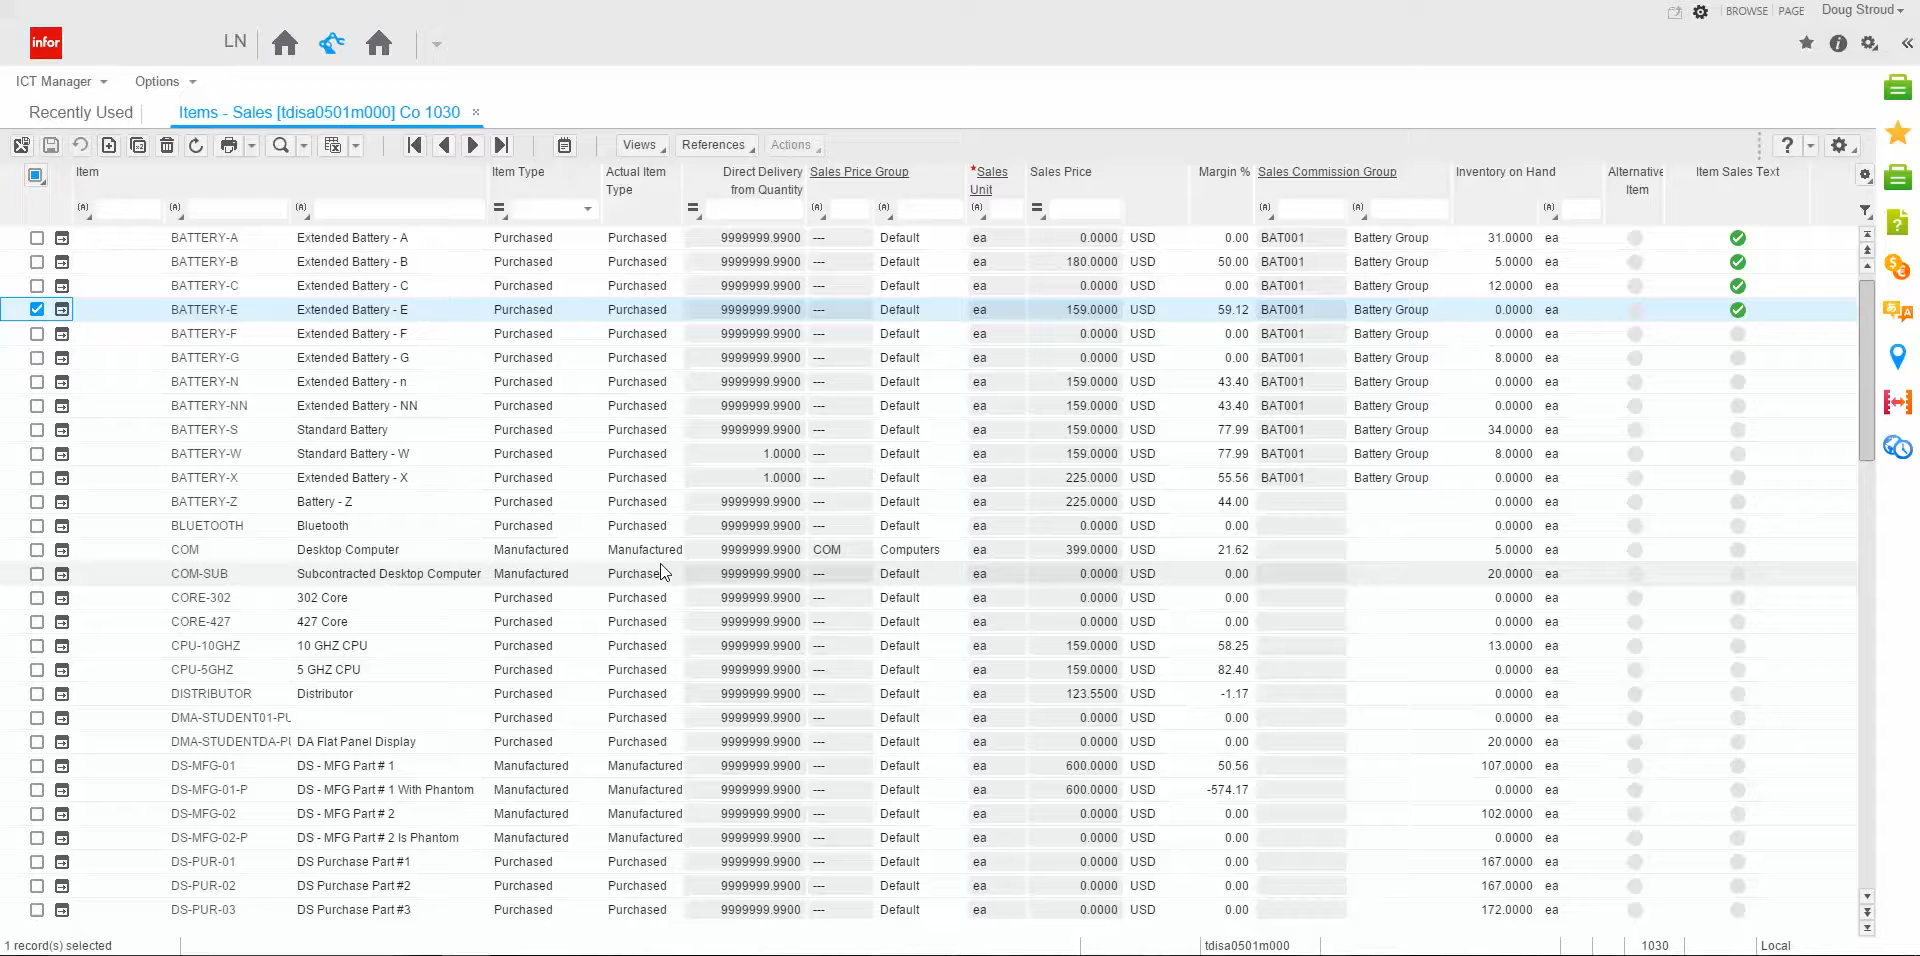 BROWSE PAGE Doug Stroud
infor LN
ICT Manager Options
Recently Used Items - Sales [tdisa0501m000] Co 1030 ×
Views References Actions ?
Item Item Type Actual Item Type Direct Delivery from Quantity Sales Price Group *Sales Unit Sales Price Margin % Sales Commission Group Inventory on Hand Alternative Item Item Sales Text
BATTERY-A Extended Battery - A Purchased Purchased 9999999.9900 --- Default ea 0.0000 USD 0.00 BAT001 Battery Group 31.0000 ea
BATTERY-B Extended Battery - B Purchased Purchased 9999999.9900 --- Default ea 180.0000 USD 50.00 BAT001 Battery Group 5.0000 ea
BATTERY-C Extended Battery - C Purchased Purchased 9999999.9900 --- Default ea 0.0000 USD 0.00 BAT001 Battery Group 12.0000 ea
BATTERY-E Extended Battery - E Purchased Purchased 9999999.9900 --- Default ea 159.0000 USD 59.12 BAT001 Battery Group 0.0000 ea
BATTERY-F Extended Battery - F Purchased Purchased 9999999.9900 --- Default ea 0.0000 USD 0.00 BAT001 Battery Group 0.0000 ea
BATTERY-G Extended Battery - G Purchased Purchased 9999999.9900 --- Default ea 0.0000 USD 0.00 BAT001 Battery Group 8.0000 ea
BATTERY-N Extended Battery - n Purchased Purchased 9999999.9900 --- Default ea 159.0000 USD 43.40 BAT001 Battery Group 0.0000 ea
BATTERY-NN Extended Battery - NN Purchased Purchased 9999999.9900 --- Default ea 159.0000 USD 43.40 BAT001 Battery Group 0.0000 ea
BATTERY-S Standard Battery Purchased Purchased 9999999.9900 --- Default ea 159.0000 USD 77.99 BAT001 Battery Group 34.0000 ea
BATTERY-W Standard Battery - W Purchased Purchased 1.0000 --- Default ea 159.0000 USD 77.99 BAT001 Battery Group 8.0000 ea
BATTERY-X Extended Battery - X Purchased Purchased 1.0000 --- Default ea 225.0000 USD 55.56 BAT001 Battery Group 0.0000 ea
BATTERY-Z Battery - Z Purchased Purchased 9999999.9900 --- Default ea 225.0000 USD 44.00 0.0000 ea
BLUETOOTH Bluetooth Purchased Purchased 9999999.9900 --- Default ea 0.0000 USD 0.00 0.0000 ea
COM Desktop Computer Manufactured Manufactured 9999999.9900 COM Computers ea 399.0000 USD 21.62 5.0000 ea
COM-SUB Subcontracted Desktop Computer Manufactured Purchase 9999999.9900 --- Default ea 0.0000 USD 0.00 20.0000 ea
CORE-302 302 Core Purchased Purchased 9999999.9900 --- Default ea 0.0000 USD 0.00 0.0000 ea
CORE-427 427 Core Purchased Purchased 9999999.9900 --- Default ea 0.0000 USD 0.00 0.0000 ea
CPU-10GHZ 10 GHZ CPU Purchased Purchased 9999999.9900 --- Default ea 159.0000 USD 58.25 13.0000 ea
CPU-5GHZ 5 GHZ CPU Purchased Purchased 9999999.9900 --- Default ea 159.0000 USD 82.40 0.0000 ea
DISTRIBUTOR Distributor Purchased Purchased 9999999.9900 --- Default ea 123.5500 USD -1.17 0.0000 ea
DMA-STUDENT01-PU Purchased Purchased 9999999.9900 --- Default ea 0.0000 USD 0.00 0.0000 ea
DMA-STUDENTDA-PU DA Flat Panel Display Purchased Purchased 9999999.9900 --- Default ea 0.0000 USD 0.00 20.0000 ea
DS-MFG-01 DS - MFG Part # 1 Manufactured Manufactured 9999999.9900 --- Default ea 600.0000 USD 50.56 107.0000 ea
DS-MFG-01-P DS - MFG Part # 1 With Phantom Manufactured Manufactured 9999999.9900 --- Default ea 600.0000 USD -574.17 0.0000 ea
DS-MFG-02 DS - MFG Part # 2 Manufactured Manufactured 9999999.9900 --- Default ea 0.0000 USD 0.00 102.0000 ea
DS-MFG-02-P DS - MFG Part # 2 Is Phantom Manufactured Manufactured 9999999.9900 --- Default ea 0.0000 USD 0.00 0.0000 ea
DS-PUR-01 DS Purchase Part #1 Purchased Purchased 9999999.9900 --- Default ea 0.0000 USD 0.00 167.0000 ea
DS-PUR-02 DS Purchase Part #2 Purchased Purchased 9999999.9900 --- Default ea 0.0000 USD 0.00 167.0000 ea
DS-PUR-03 DS Purchase Part #3 Purchased Purchased 9999999.9900 --- Default ea 0.0000 USD 0.00 172.0000 ea
1 record(s) selected tdisa0501m000 1030 Local